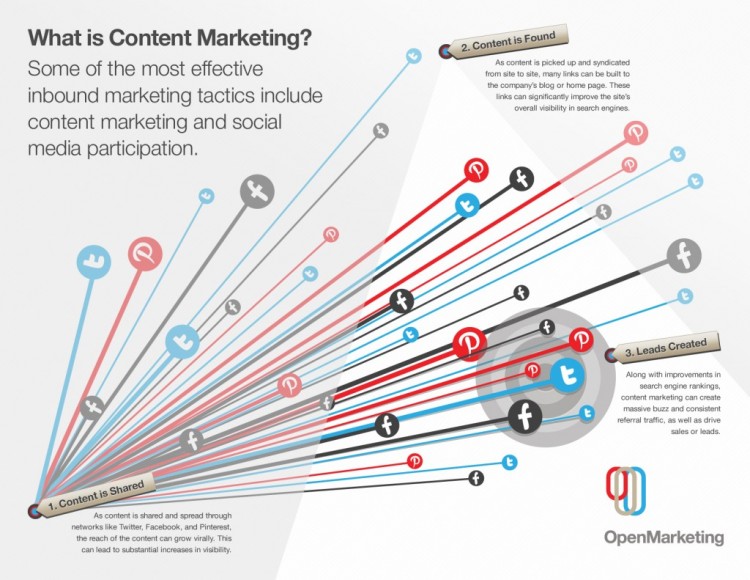 What is Content Marketing?
Some of the most effective
inbound marketing tactics include
content marketing and social
media participation.
2. Content is Found
As content is picked up and syndicated
from site to site, many links can be built to
the company's blog or home page. These
links can significantly improve the site's
overall visibility in search engines.
3. Leads Created
Along with improvements in
search engine rankings,
content marketing can create
massive buzz and consistent
referral traffic, as well as drive
sales or leads.
1. Content is Shared
As content is shared and spread through
networks like Twitter, Facebook, and Pinterest,
the reach of the content can grow virally. This
can lead to substantial increases in visibility.
OpenMarketing